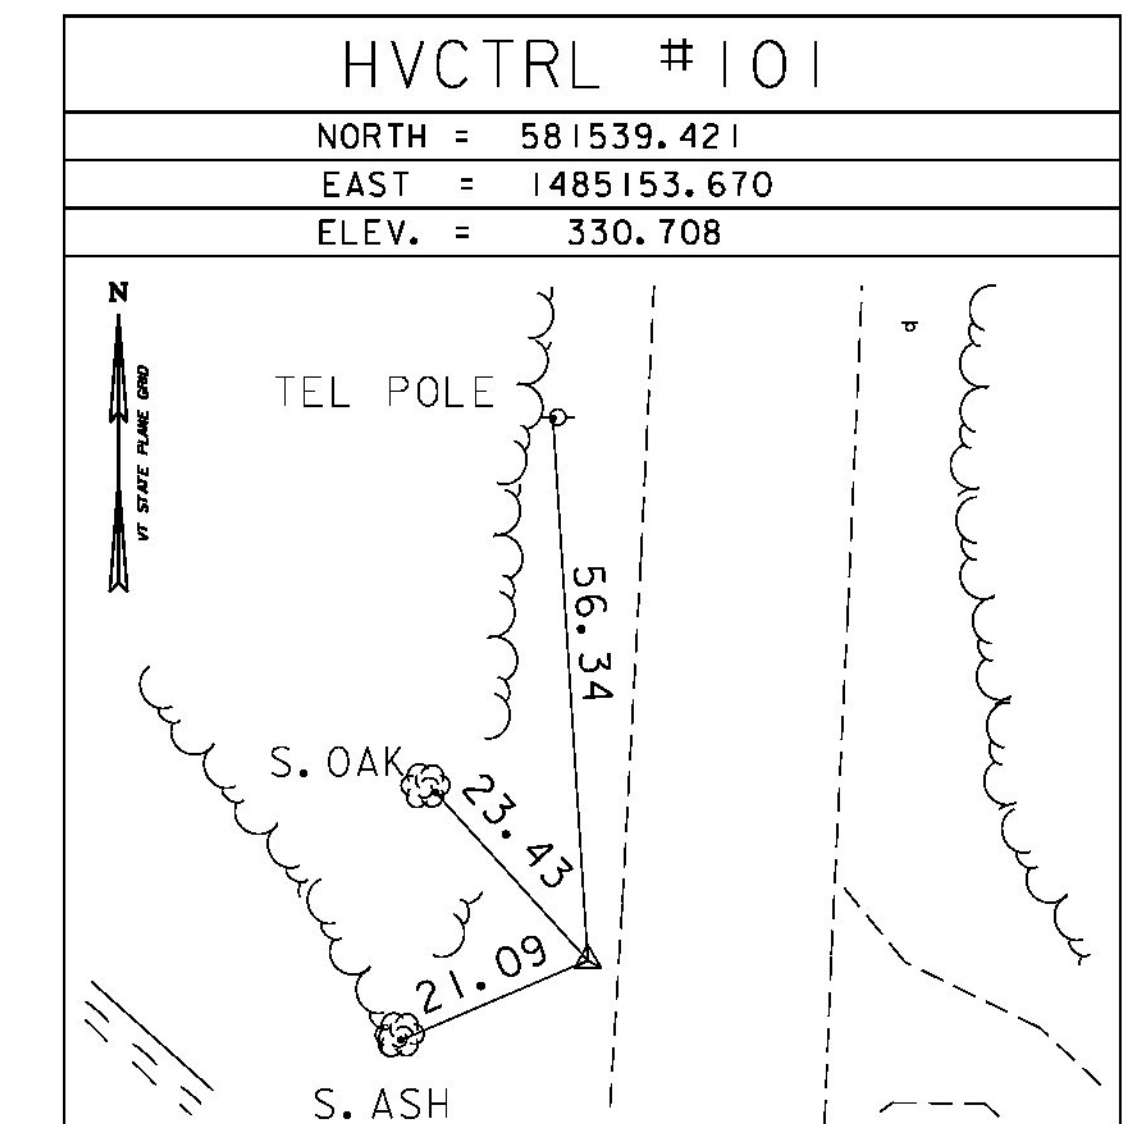 HVCTRL #101
NORTH = 581539.421
EAST = 1485153.670
ELEV. = 330.708
N
VT STATE PLANE GRID
TEL POLE
56.34
S. OAK
23.43
21.09
S. ASH